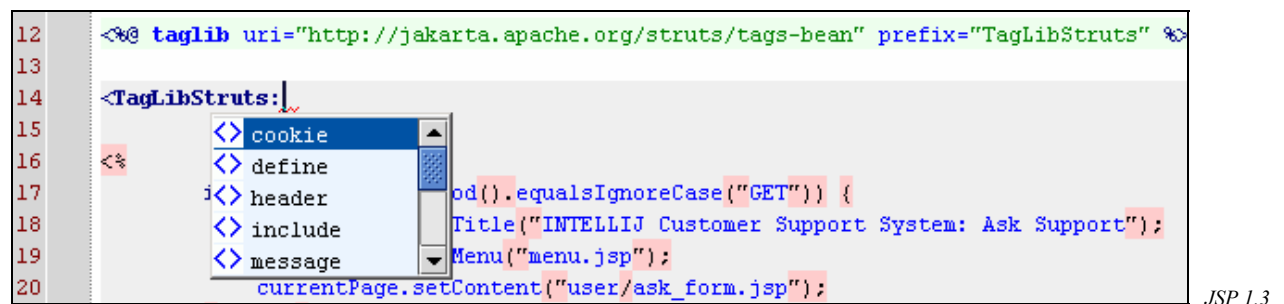 12 <%@ taglib uri="http://jakarta.apache.org/struts/tags-bean" prefix="TagLibStruts" %>
13
14 <TagLibStruts:
15 <> cookie
16 <% <> define
17 i <> header od().equalsIgnoreCase("GET")) {
18 <> include Title("INTELLIJ Customer Support System: Ask Support");
19 <> message Menu("menu.jsp");
20 currentPage.setContent("user/ask_form.jsp");
JSP 1.3